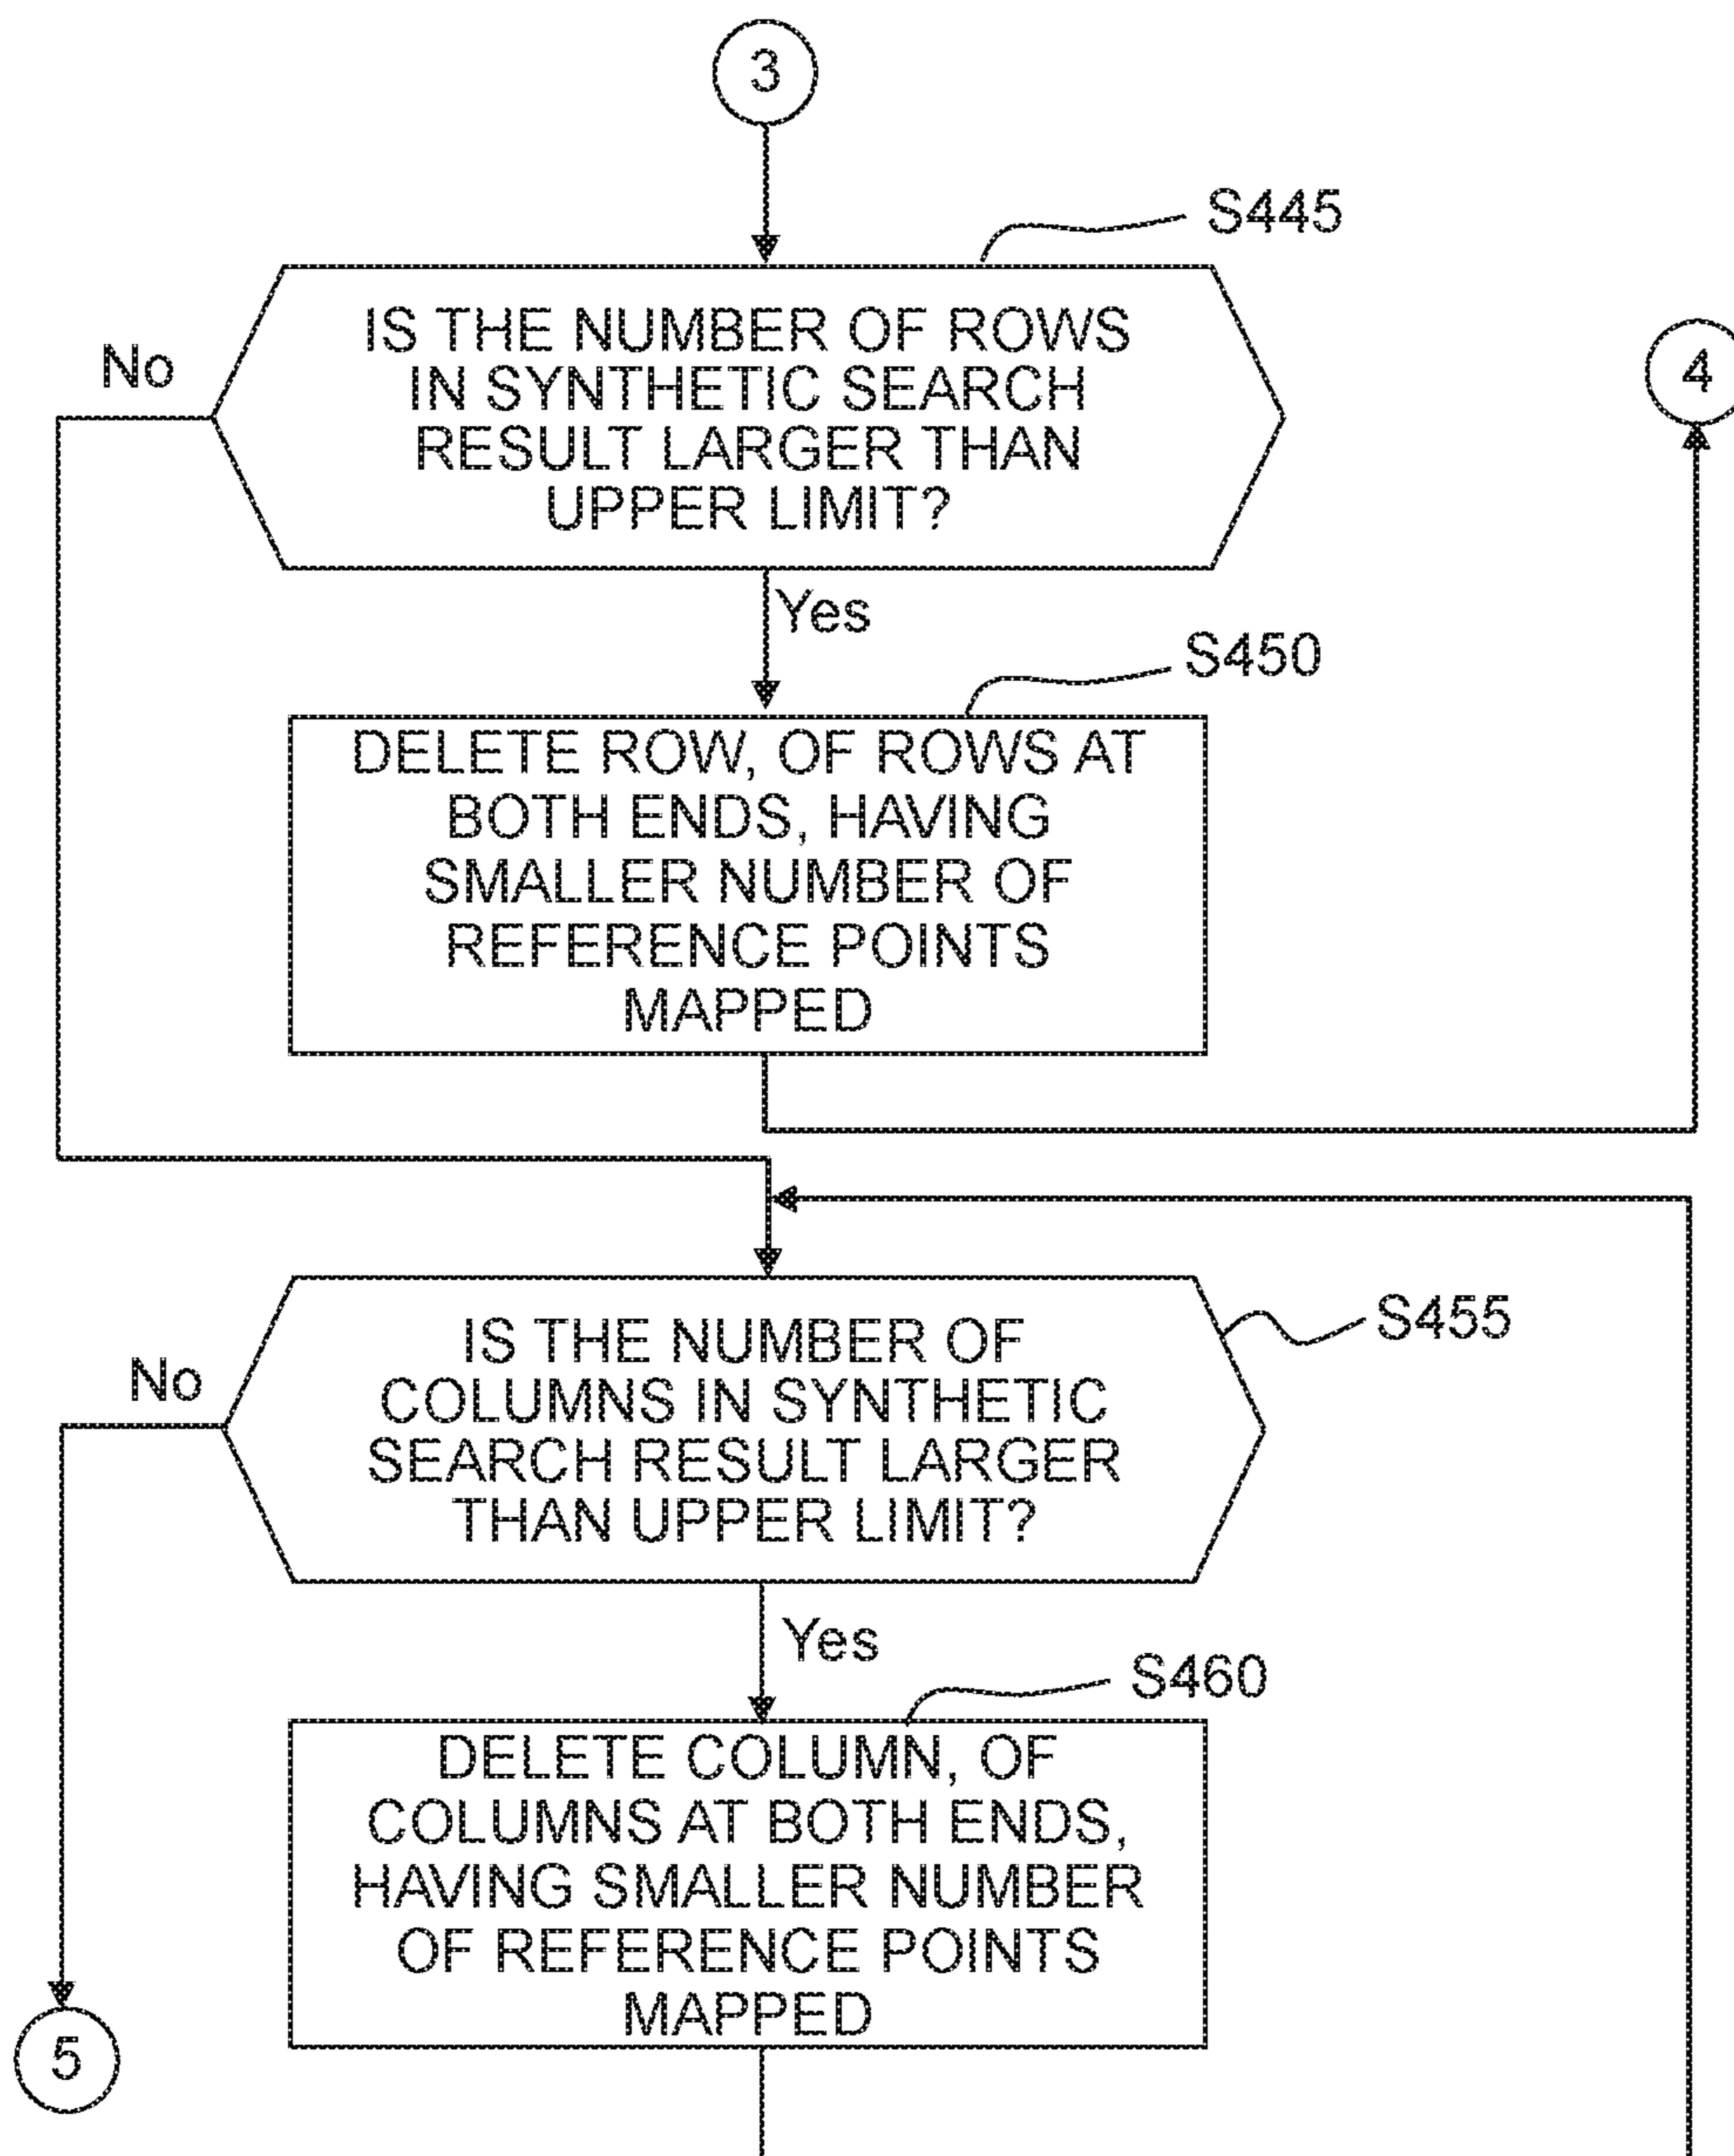 3
S445
IS THE NUMBER OF ROWS
IN SYNTHETIC SEARCH
RESULT LARGER THAN
UPPER LIMIT?
No
4
Yes
S450
DELETE ROW, OF ROWS AT
BOTH ENDS, HAVING
SMALLER NUMBER OF
REFERENCE POINTS
MAPPED
S455
IS THE NUMBER OF
COLUMNS IN SYNTHETIC
SEARCH RESULT LARGER
THAN UPPER LIMIT?
No
Yes
S460
DELETE COLUMN, OF
COLUMNS AT BOTH ENDS,
HAVING SMALLER NUMBER
OF REFERENCE POINTS
MAPPED
5